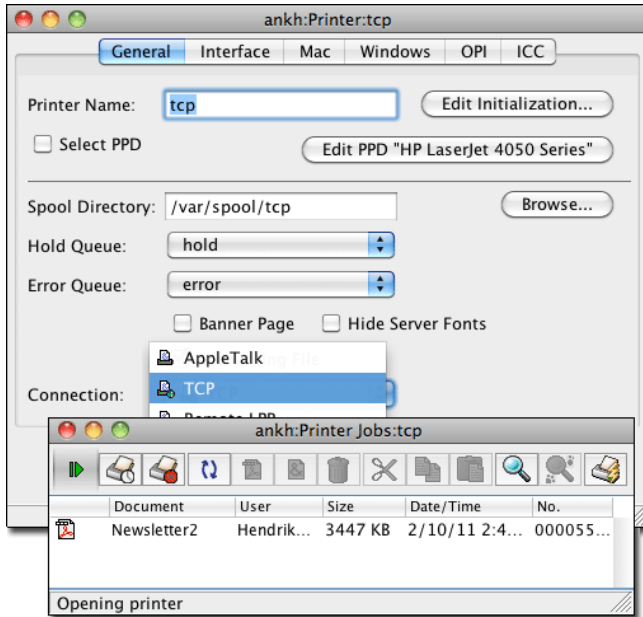 ankh:Printer:tcp
General Interface Mac Windows OPI ICC
Printer Name: tcp Edit Initialization...
Select PPD Edit PPD "HP LaserJet 4050 Series"
Spool Directory: /var/spool/tcp Browse...
Hold Queue: hold
Error Queue: error
Banner Page Hide Server Fonts
AppleTalk
Connection: TCP
Remote LPR
ankh:Printer Jobs:tcp
Document User Size Date/Time No.
Newsletter2 Hendrik... 3447 KB 2/10/11 2:4... 000055...
Opening printer